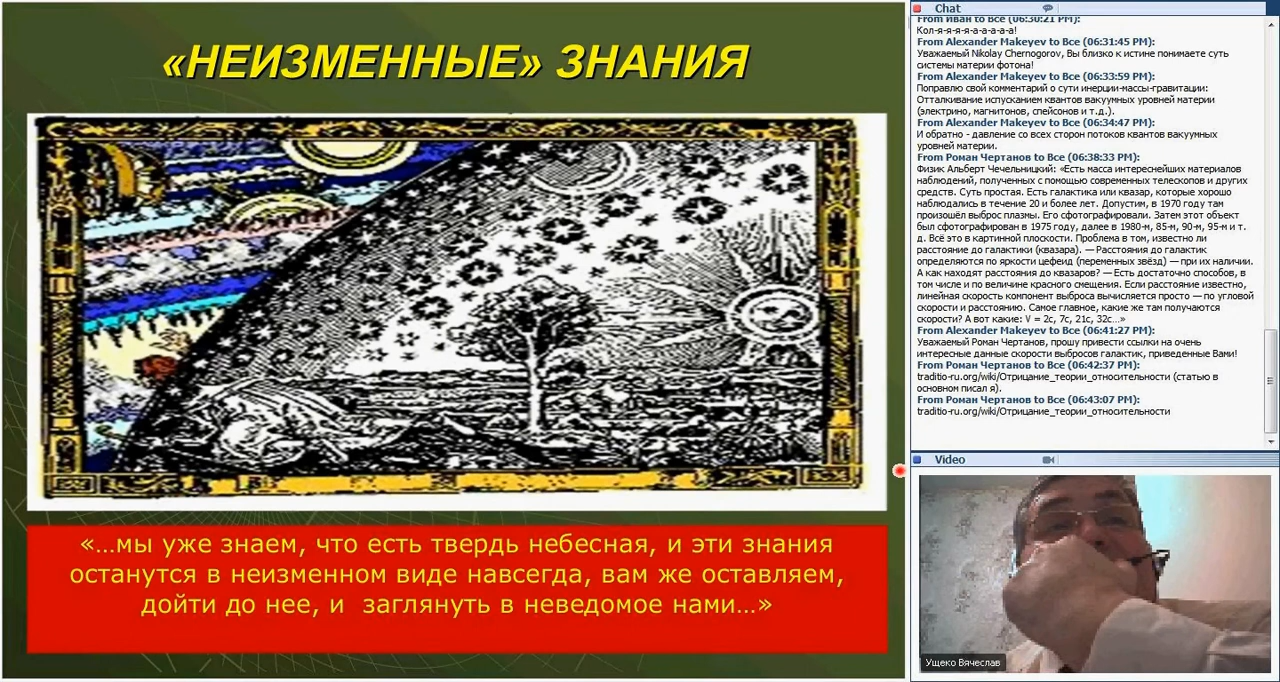 «НЕИЗМЕННЫЕ» ЗНАНИЯ
«...мы уже знаем, что есть твердь небесная, и эти знания
останутся в неизменном виде навсегда, вам же оставляем,
дойти до нее, и заглянуть в неведомое нами...»
Chat
From Иван to Все (06:30:21 PM):
Кол-я-я-я-я-а-а-а-а-а!
From Alexander Makeyev to Все (06:31:45 PM):
Уважаемый Nikolay Chernogorov, Вы близко к истине понимаете суть
системы материи фотона!
From Alexander Makeyev to Все (06:33:59 PM):
Поправлю свой комментарий о сути инерции-массы-гравитации:
Отталкивание испусканием квантов вакуумных уровней материи
(электрино, магнитонов, спейсонов и т.д.).
From Alexander Makeyev to Все (06:34:47 PM):
И обратно - давление со всех сторон потоков квантов вакуумных
уровней материи.
From Роман Чертанов to Все (06:38:33 PM):
Физик Альберт Чечельницкий: «Есть масса интереснейших материалов
наблюдений, полученных с помощью современных телескопов и других
средств. Суть простая. Есть галактика или квазар, которые хорошо
наблюдались в течение 20 и более лет. Допустим, в 1970 году там
произошёл выброс плазмы. Его сфотографировали. Затем этот объект
был сфотографирован в 1975 году, далее в 1980-м, 85-м, 90-м, 95-м и т.
д. Всё это в картинной плоскости. Проблема в том, известно ли
расстояние до галактики (квазара). — Расстояния до галактик
определяются по яркости цефеид (переменных звёзд) — при их наличии.
А как находят расстояния до квазаров? — Есть достаточно способов, в
том числе и по величине красного смещения. Если расстояние известно,
линейная скорость компонент выброса вычисляется просто — по угловой
скорости и расстоянию. Самое главное, какие же там получаются
скорости? А вот какие: V = 2c, 7c, 21c, 32c...»
From Alexander Makeyev to Все (06:41:27 PM):
Уважаемый Роман Чертанов, прошу привести ссылки на очень
интересные данные скорости выбросов галактик, приведенные Вами!
From Роман Чертанов to Все (06:42:37 PM):
traditio-ru.org/wiki/Отрицание_теории_относительности (статью в
основном писал я).
From Роман Чертанов to Все (06:43:07 PM):
traditio-ru.org/wiki/Отрицание_теории_относительности
Video
Ущеко Вячеслав